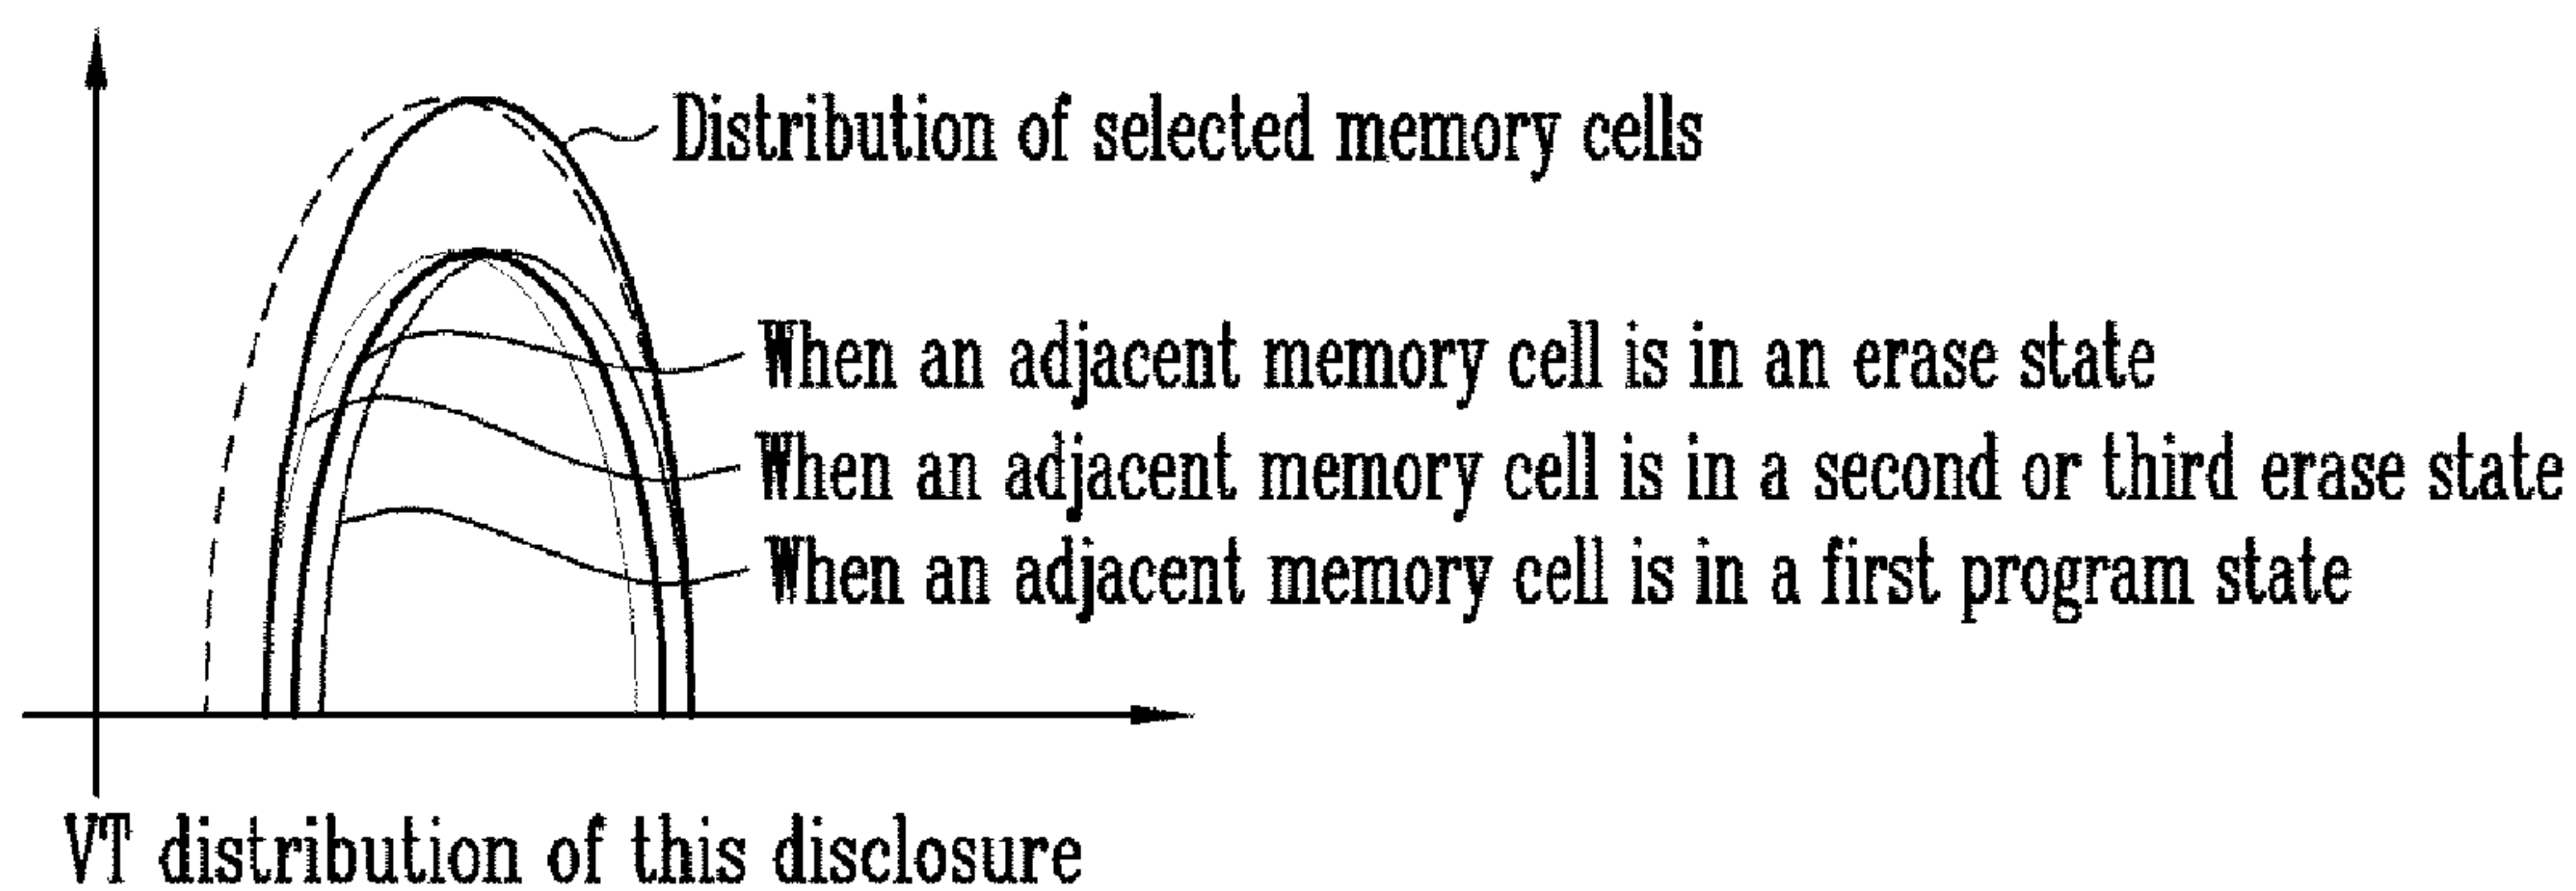 Distribution of selected memory cells
When an adjacent memory cell is in an erase state
When an adjacent memory cell is in a second or third erase state
When an adjacent memory cell is in a first program state
VT distribution of this disclosure